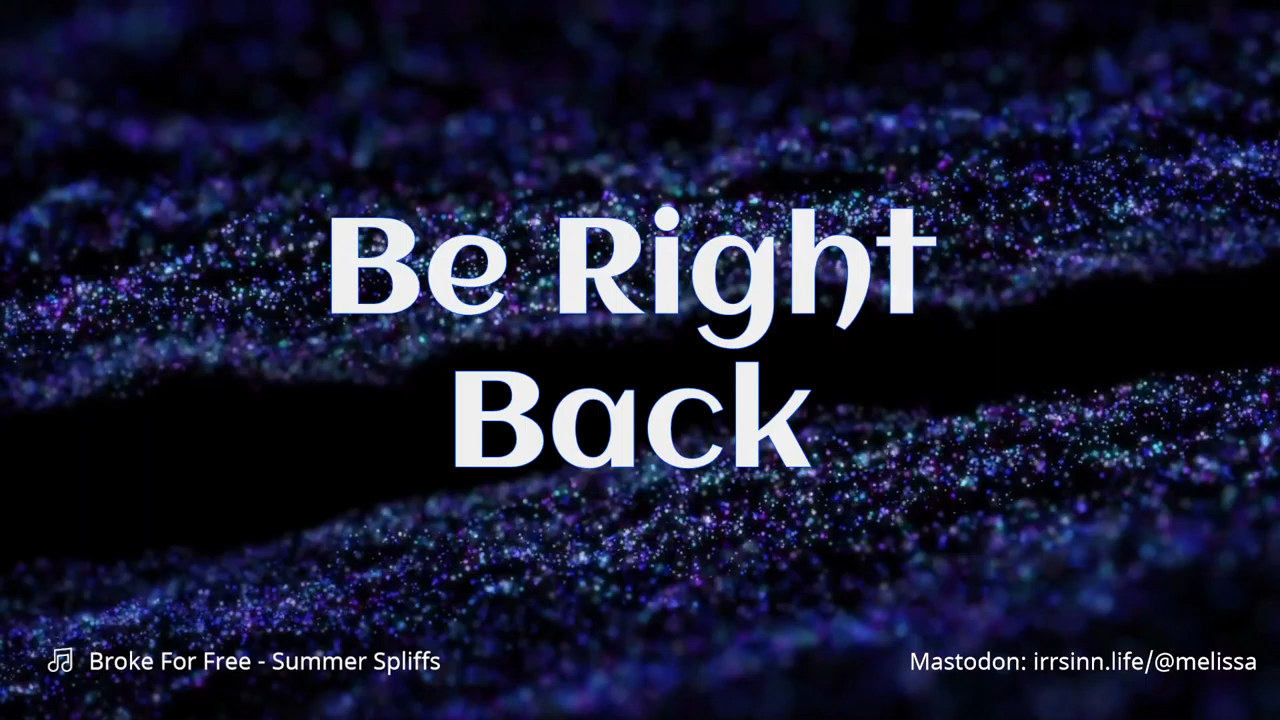 Be Right
Back
Broke For Free - Summer Spliffs
Mastodon: irrsinn.life/@melissa